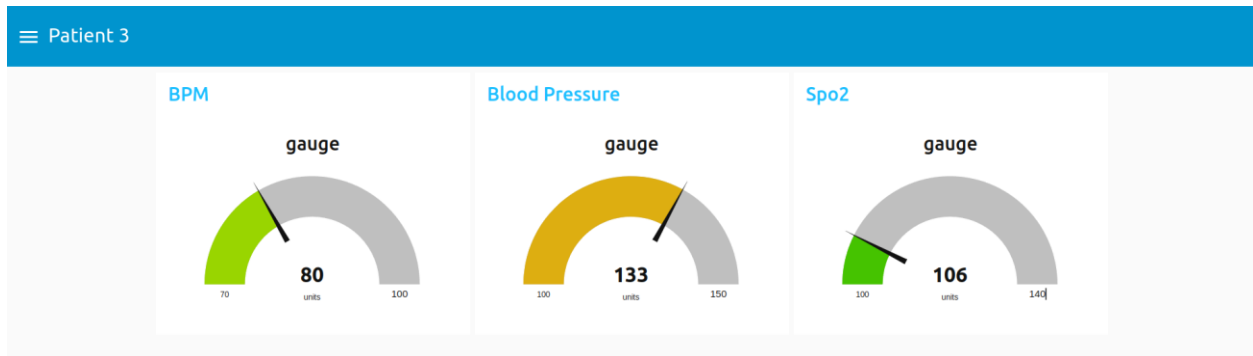 Patient 3
BPM
gauge
80
units
70
100
Blood Pressure
gauge
133
units
100
150
Spo2
gauge
106
units
100
140